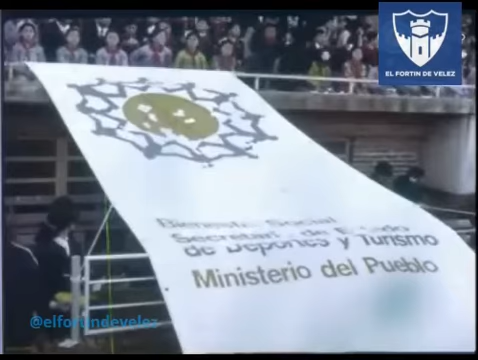 EL FORTIN DE VELEZ
Bienestar Social
Secretaría de Estado
de Deportes y Turismo
Ministerio del Pueblo
@elfortindevelez